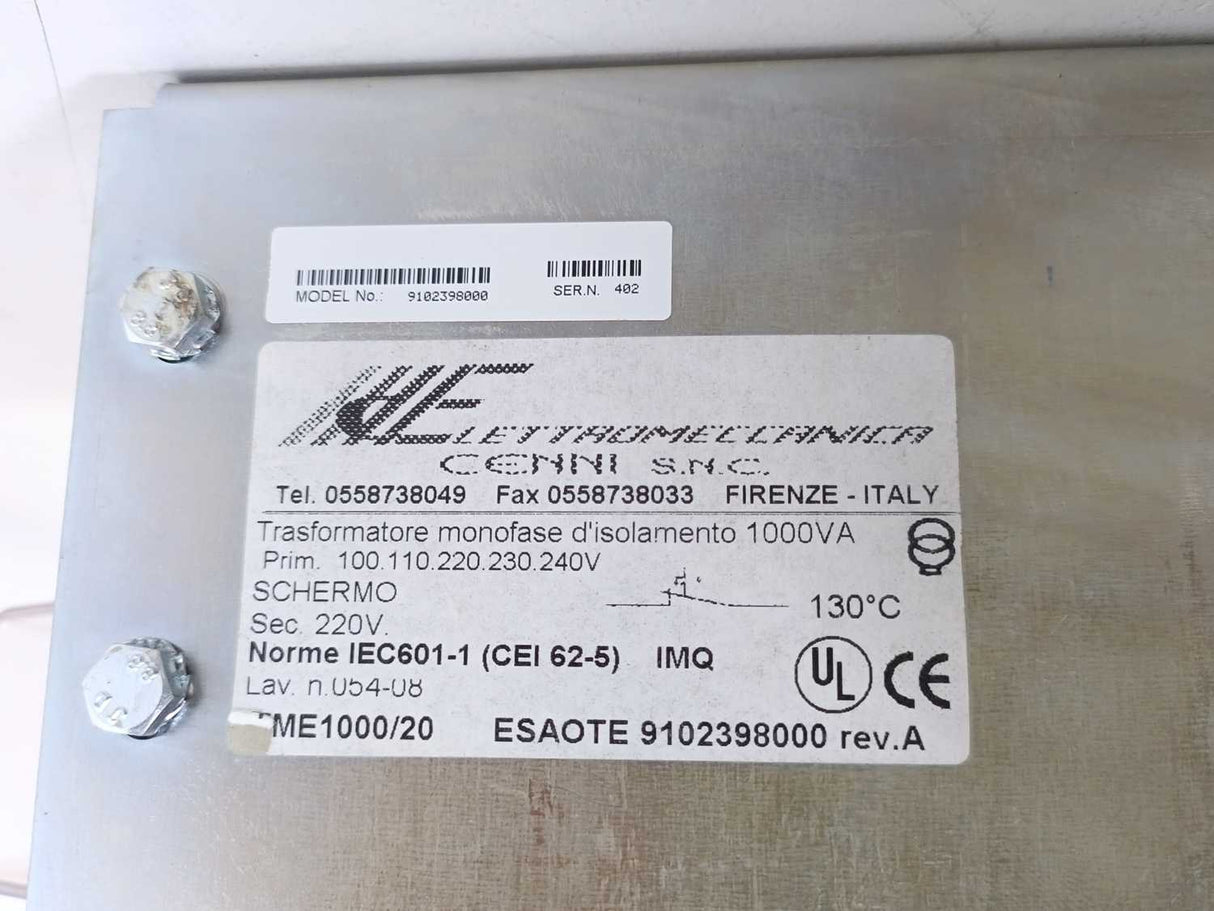 MODEL No.: 9102398000
SER.N. 402
ELETTROMECCANICA
CENNI S.N.C.
Tel. 0558738049 Fax 0558738033 FIRENZE - ITALY
Trasformatore monofase d'isolamento 1000VA
Prim. 100.110.220.230.240V
SCHERMO
130°C
Sec. 220V.
Norme IEC601-1 (CEI 62-5) IMQ
UL CE
Lav. n.054-08
ME1000/20 ESAOTE 9102398000 rev.A